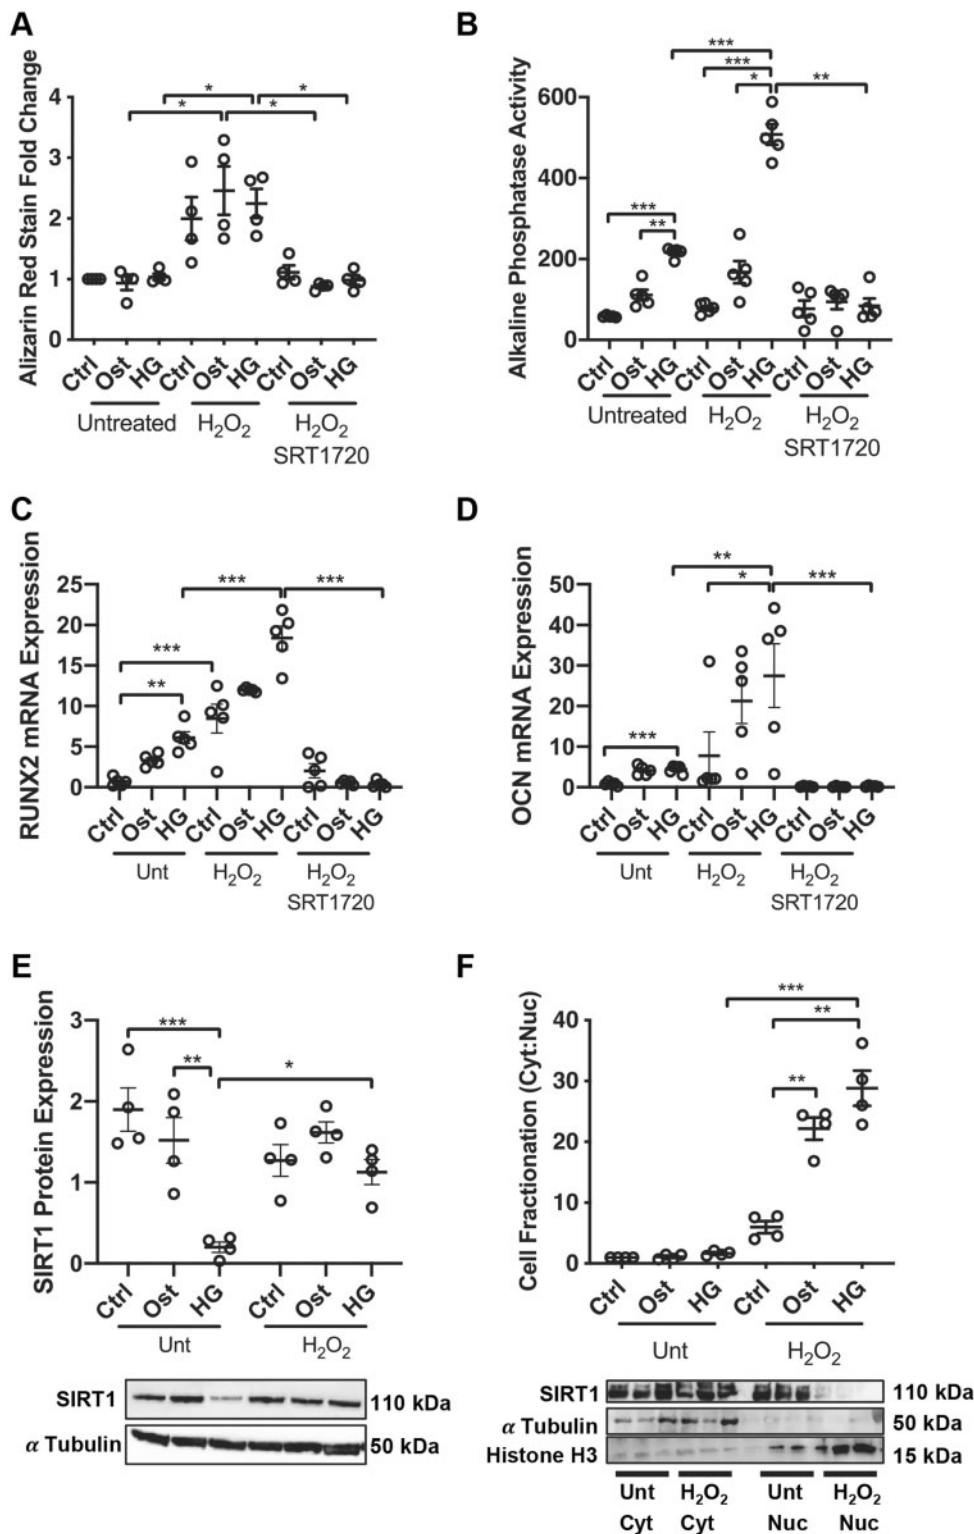 A
Alizarin Red Stain Fold Change
4
3
2
1
0
* * * *
Ctrl Ost HG Ctrl Ost HG Ctrl Ost HG
Untreated H₂O₂ H₂O₂
SRT1720
B
Alkaline Phosphatase Activity
600
400
200
0
***
***
* **
***
**
Ctrl Ost HG Ctrl Ost HG Ctrl Ost HG
Untreated H₂O₂ H₂O₂
SRT1720
C
RUNX2 mRNA Expression
25
20
15
10
5
0
*** ***
***
**
Ctrl Ost HG Ctrl Ost HG Ctrl Ost HG
Unt H₂O₂ H₂O₂
SRT1720
D
OCN mRNA Expression
50
40
30
20
10
0
**
* ***
***
Ctrl Ost HG Ctrl Ost HG Ctrl Ost HG
Unt H₂O₂ H₂O₂
SRT1720
E
SIRT1 Protein Expression
3
2
1
0
***
** *
Ctrl Ost HG Ctrl Ost HG
Unt H₂O₂
SIRT1 110 kDa
α Tubulin 50 kDa
F
Cell Fractionation (Cyt:Nuc)
40
30
20
10
0
***
**
**
Ctrl Ost HG Ctrl Ost HG
Unt H₂O₂
SIRT1 110 kDa
α Tubulin 50 kDa
Histone H3 15 kDa
Unt H₂O₂ Unt H₂O₂
Cyt Cyt Nuc Nuc